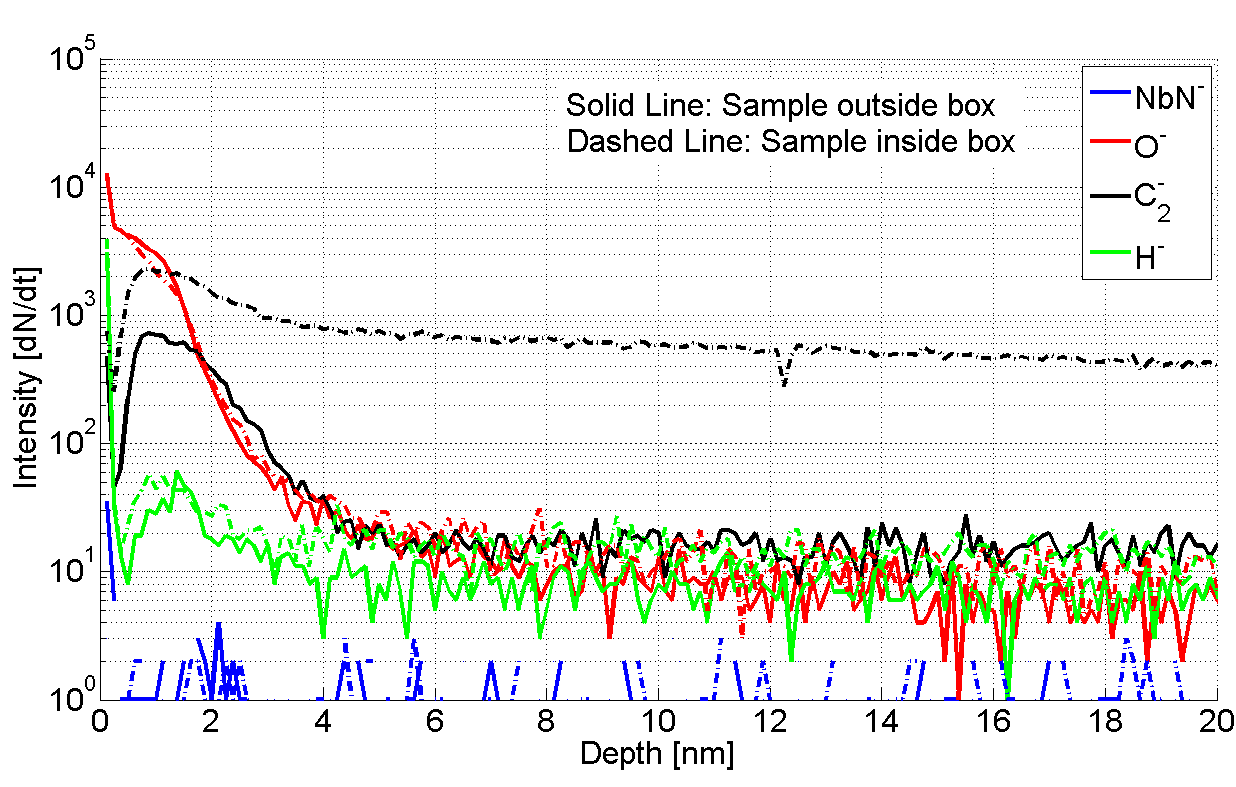 10^5
10^4
10^3
10^2
10^1
10^0
Intensity [dN/dt]
Solid Line: Sample outside box
Dashed Line: Sample inside box
NbN^-
O^-
C_2^-
H^-
0 2 4 6 8 10 12 14 16 18 20
Depth [nm]